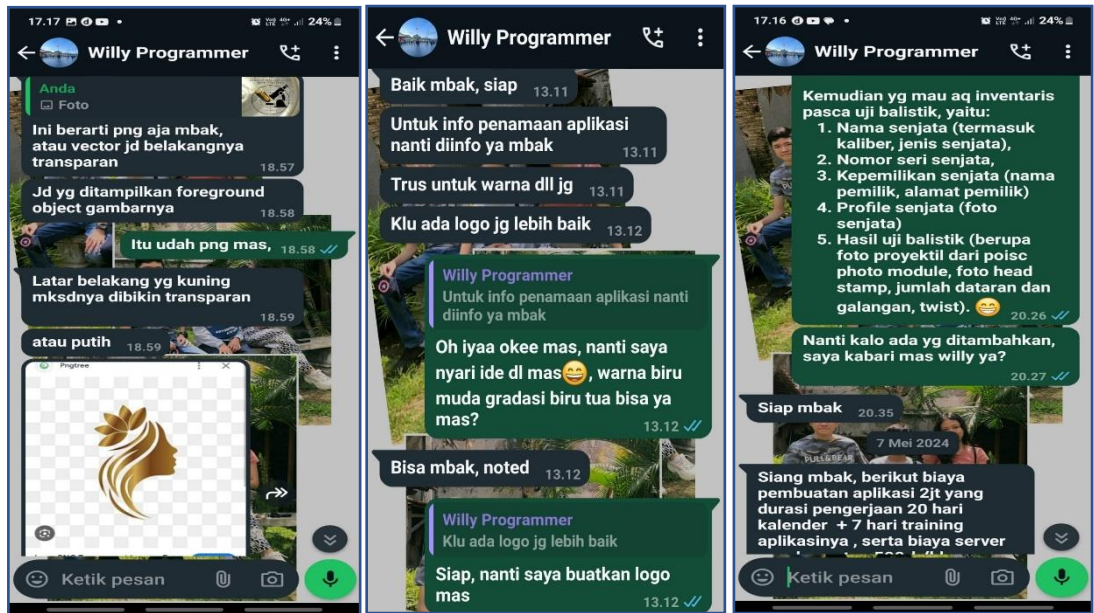 17.17
24%
Willy Programmer
Anda
Foto
Ini berarti png aja mbak,
atau vector jd belakangnya
transparan
18.57
Jd yg ditampilkan foreground
object gambarnya
18.58
Itu udah png mas,
18.58
Latar belakang yg kuning
mksdnya dibikin transparan
18.59
atau putih
18.59
Pngtree
Ketik pesan
Willy Programmer
Baik mbak, siap
13.11
Untuk info penamaan aplikasi
nanti diinfo ya mbak
13.11
Trus untuk warna dll jg
13.11
Klu ada logo jg lebih baik
13.12
Willy Programmer
Untuk info penamaan aplikasi nanti
diinfo ya mbak
Oh iyaa okee mas, nanti saya
nyari ide dl mas😄, warna biru
muda gradasi biru tua bisa ya
mas?
13.12
Bisa mbak, noted
13.12
Willy Programmer
Klu ada logo jg lebih baik
Siap, nanti saya buatkan logo
mas
13.12
17.16
24%
Willy Programmer
Kemudian yg mau aq inventaris
pasca uji balistik, yaitu:
1. Nama senjata (termasuk
kaliber, jenis senjata),
2. Nomor seri senjata,
3. Kepemilikan senjata (nama
pemilik, alamat pemilik)
4. Profile senjata (foto
senjata)
5. Hasil uji balistik (berupa
foto proyektil dari poisc
photo module, foto head
stamp, jumlah dataran dan
galangan, twist). 😁
20.26
Nanti kalo ada yg ditambahkan,
saya kabari mas willy ya?
20.27
Siap mbak
20.35
7 Mei 2024
PULL&BEAR
Siang mbak, berikut biaya
pembuatan aplikasi 2jt yang
durasi pengerjaan 20 hari
kalender + 7 hari training
aplikasinya , serta biaya server
Ketik pesan